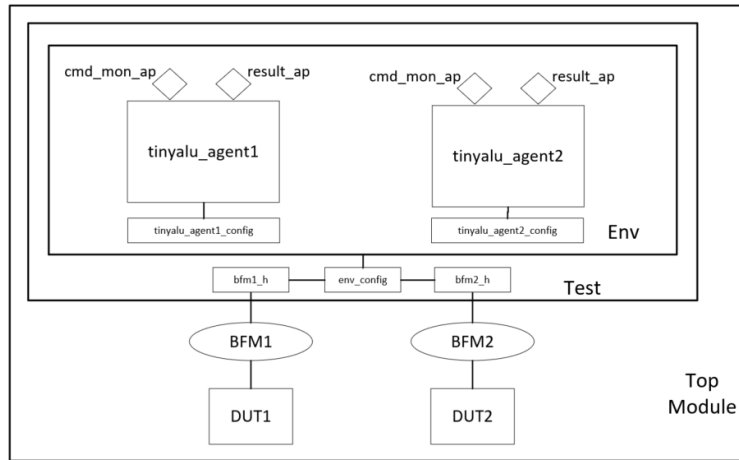 cmd_mon_ap
result_ap
cmd_mon_ap
result_ap
tinyalu_agent1
tinyalu_agent2
tinyalu_agent1_config
tinyalu_agent2_config
Env
bfm1_h
env_config
bfm2_h
Test
BFM1
BFM2
Top
Module
DUT1
DUT2